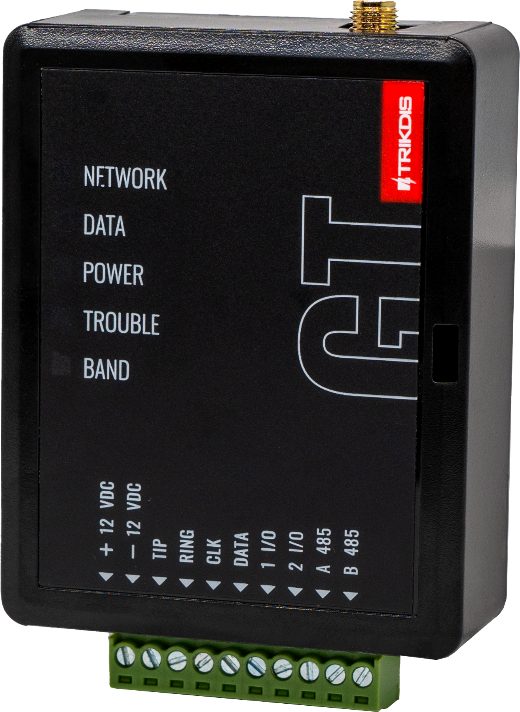 TRIKDIS
NETWORK
DATA
POWER
TROUBLE
BAND
GT
+ 12 VDC
– 12 VDC
TIP
RING
CLK
DATA
1 I/O
2 I/O
A 485
B 485